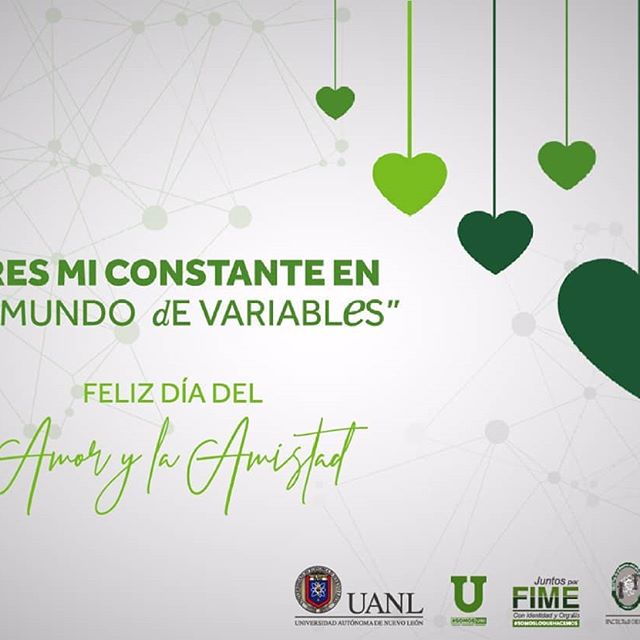 RES MI CONSTANTE EN
MUNDO dE VARIABLeS"
FELIZ DÍA DEL
Amor y la Amistad
UANL
UNIVERSIDAD AUTÓNOMA DE NUEVO LEÓN
U
#SOMOSUNI
Juntos por
FIME
Con Identidad y Orgullo
#SOMOSLOQUEHACEMOS